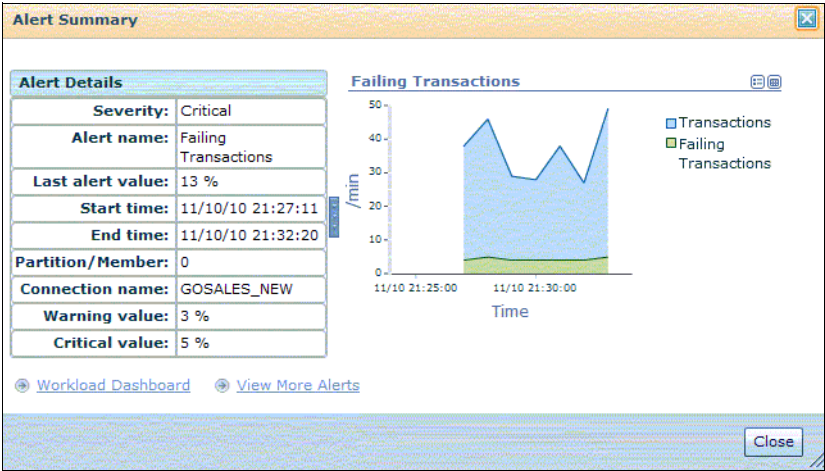 Alert Summary
Alert Details
Severity: Critical
Alert name: Failing
Transactions
Last alert value: 13 %
Start time: 11/10/10 21:27:11
End time: 11/10/10 21:32:20
Partition/Member: 0
Connection name: GOSALES_NEW
Warning value: 3 %
Critical value: 5 %
Failing Transactions
50
40
30
20
10
0
/min
11/10 21:25:00 11/10 21:30:00
Time
Transactions
Failing
Transactions
Workload Dashboard View More Alerts
Close